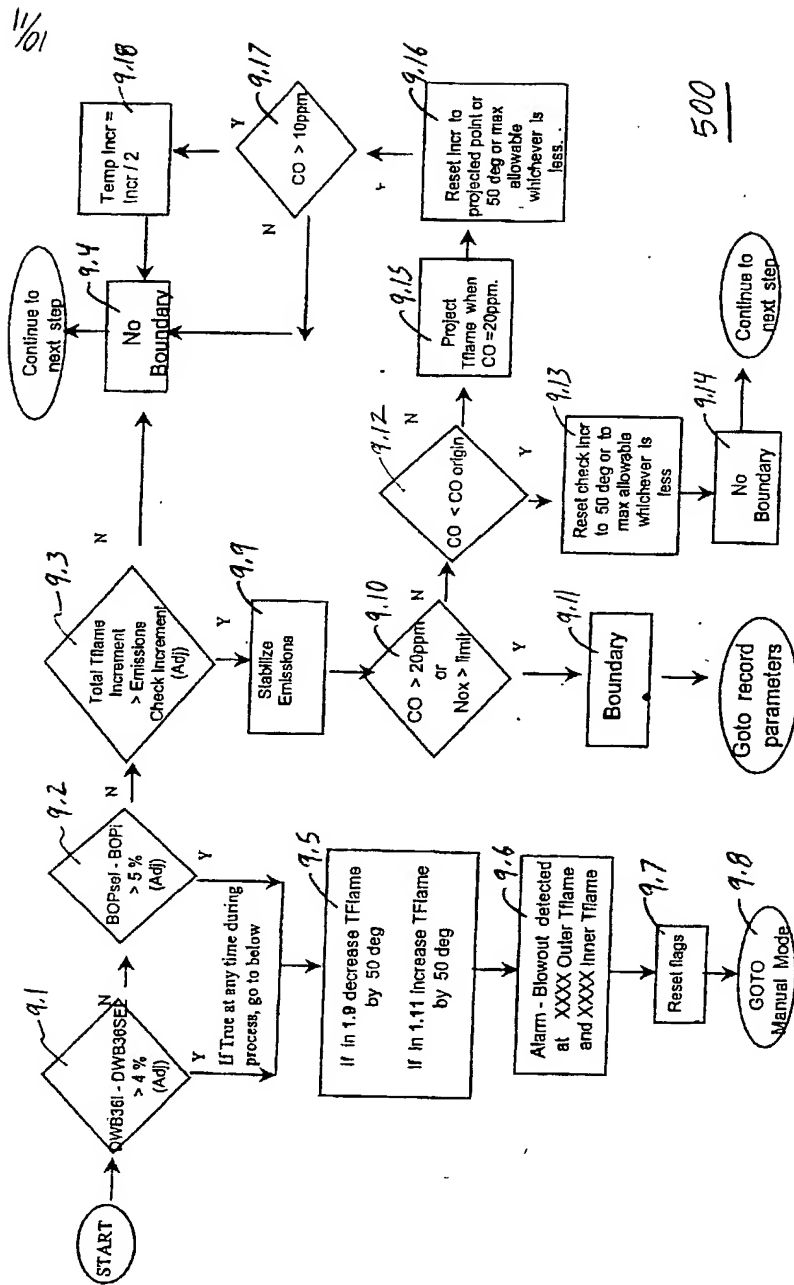 11/01
START
9.1
DWB36I - DWB36SEL
> 4 %
(Adj)
N
Y
9.2
BOPsel - BOPi
> 5 %
(Adj)
N
Y
If True at any time during
process, go to below
9.5
If in 1.9 decrease TFlame
by 50 deg
If in 1.11 Increase TFlame
by 50 deg
9.6
Alarm - Blowout detected
at XXXX Outer Tflame
and XXXX Inner Tflame
9.7
Reset flags
9.8
GOTO
Manual Mode
9.3
Total Tflame
Increment
> Emissions
Check Increment
(Adj)
N
Y
9.9
Stabilize
Emissions
9.10
CO > 20ppm
or
Nox > limit
N
Y
9.11
Boundary
Goto record
parameters
9.12
CO < CO origin
N
Y
9.13
Reset check Incr
to 50 deg or to
max allowable
whichever is
less
9.14
No
Boundary
Continue to
next step
9.15
Project
Tflame when
CO =20ppm.
9.16
Reset Incr to
projected point or
50 deg or max
allowable
whichever is
less.
9.17
CO > 10ppm
Y
N
9.18
Temp Incr =
Incr / 2
9.4
No
Boundary
Continue to
next step
500